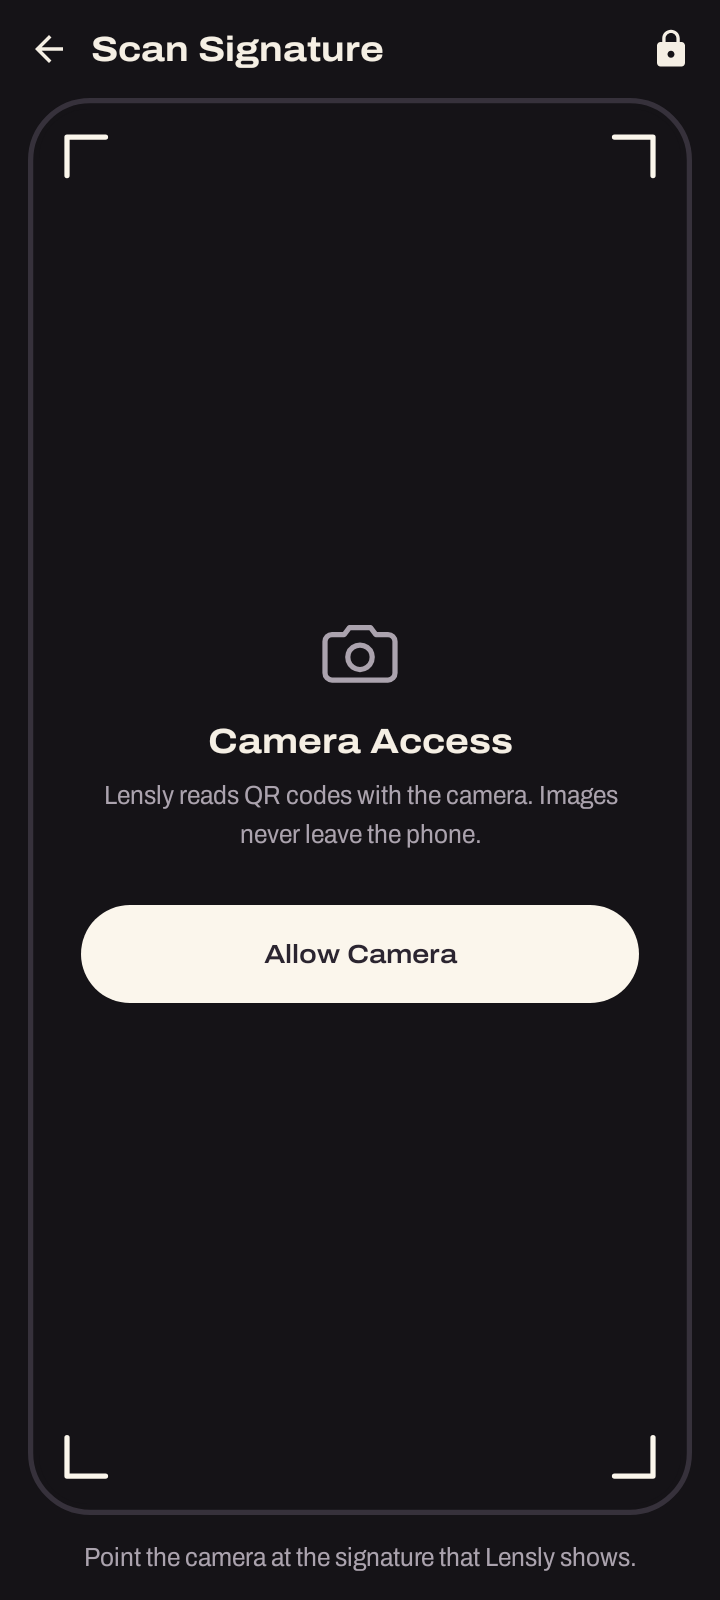 Scan Signature
Camera Access
Lensly reads QR codes with the camera. Images
never leave the phone.
Allow Camera
Point the camera at the signature that Lensly shows.